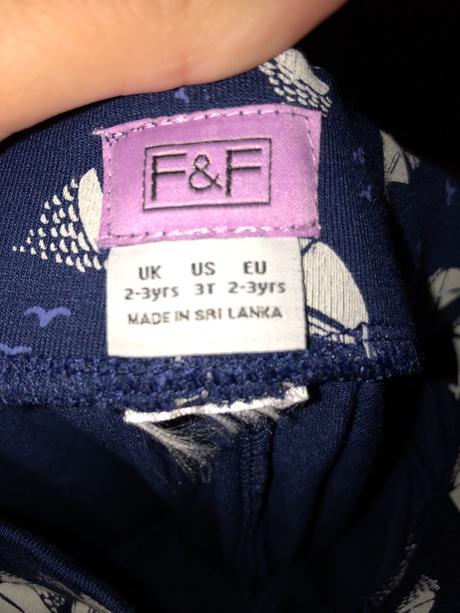 F&F
UK US EU
2-3yrs 3T 2-3yrs
MADE IN SRI LANKA